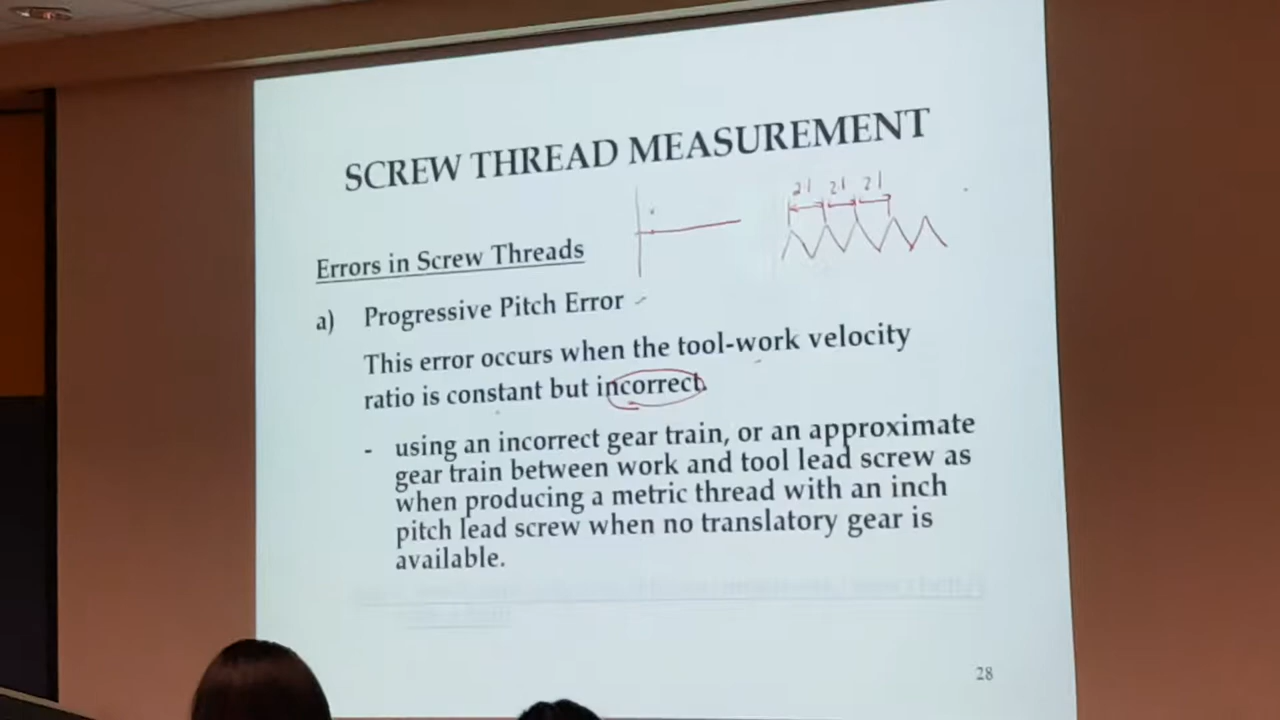 SCREW THREAD MEASUREMENT
21 21 21
Errors in Screw Threads
a) Progressive Pitch Error
This error occurs when the tool-work velocity
ratio is constant but incorrect.
- using an incorrect gear train, or an approximate
gear train between work and tool lead screw as
when producing a metric thread with an inch
pitch lead screw when no translatory gear is
available.
28